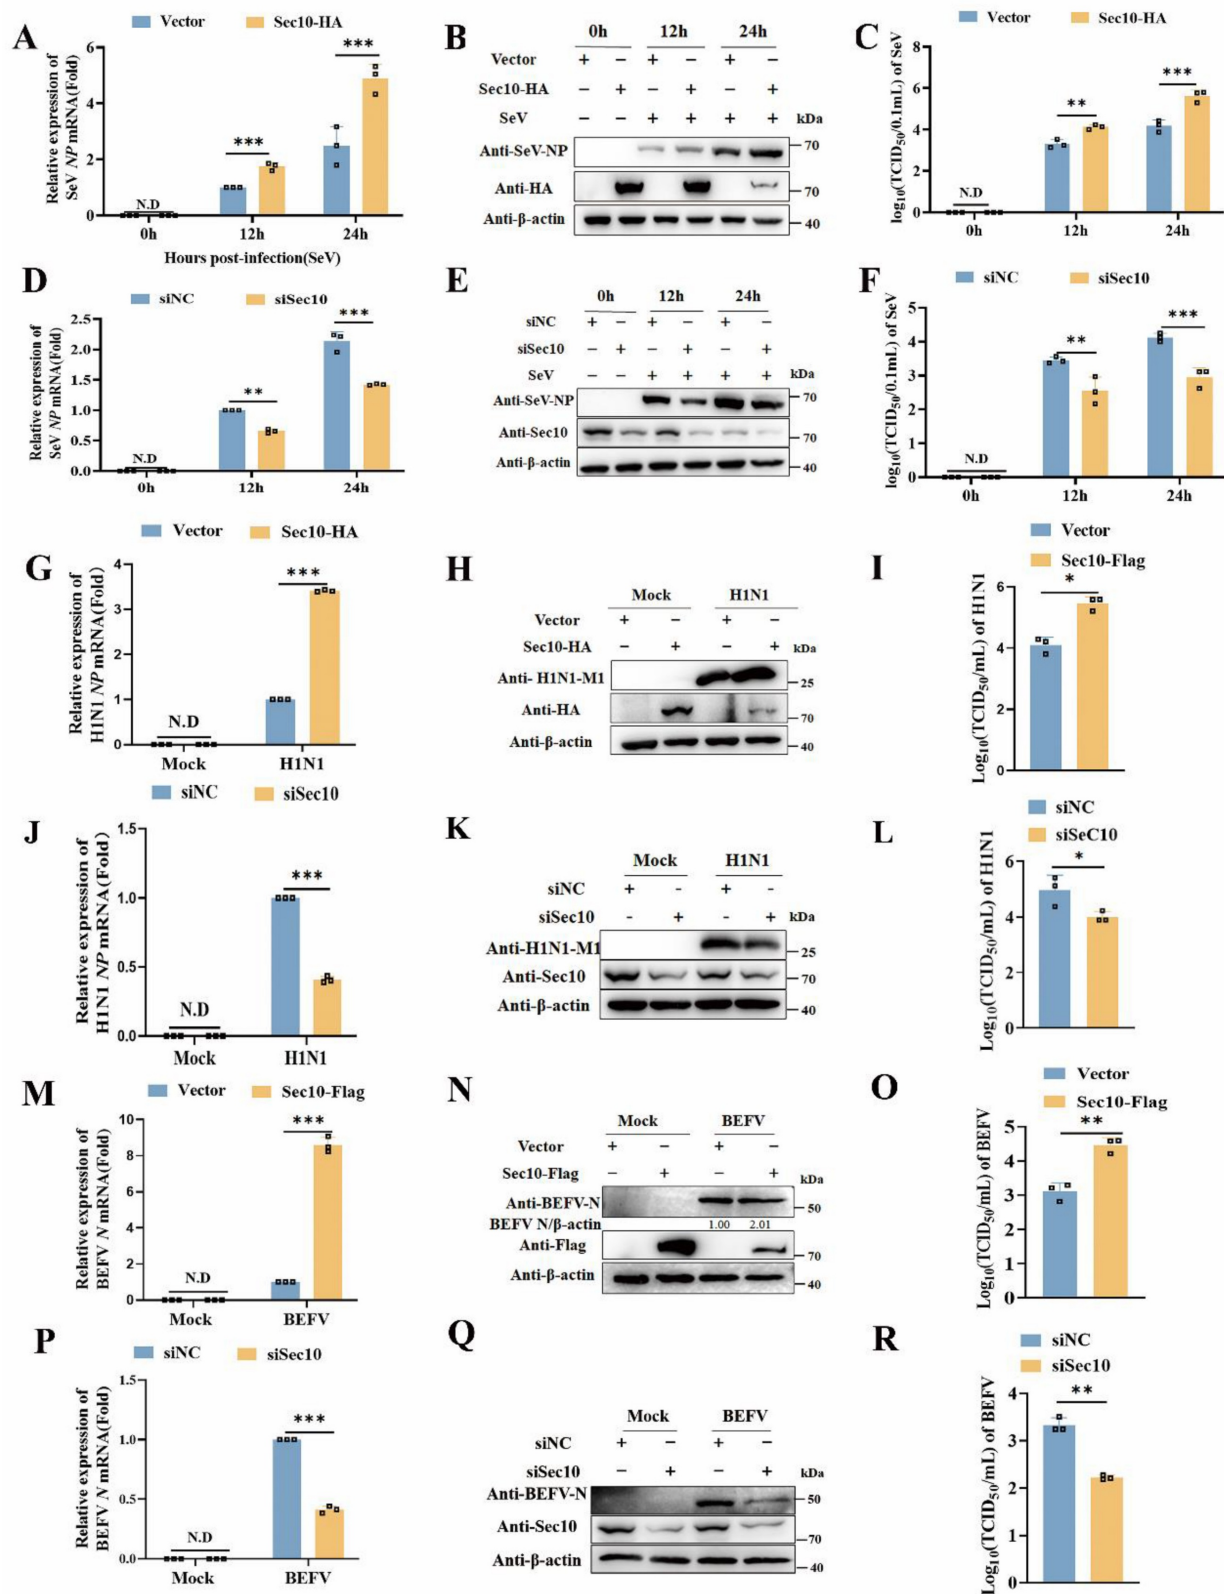 A
Vector Sec10-HA
Relative expression of
SeV NP mRNA(Fold)
6
4
2
0
N.D
***
***
0h 12h 24h
Hours post-infection(SeV)
B
0h 12h 24h
Vector + − + − + −
Sec10-HA − + − + − +
SeV − − + + + + kDa
Anti-SeV-NP 70
Anti-HA 70
Anti-β-actin 40
C
Vector Sec10-HA
log10(TCID50/0.1mL) of SeV
8
6
4
2
0
N.D
**
***
0h 12h 24h
D
siNC siSec10
Relative expression of
SeV NP mRNA(Fold)
2.5
2.0
1.5
1.0
0.5
0.0
N.D
**
***
0h 12h 24h
E
0h 12h 24h
siNC + − + − + −
siSec10 − + − + − +
SeV − − + + + + kDa
Anti-SeV-NP 70
Anti-Sec10 70
Anti-β-actin 40
F
siNC siSec10
log10(TCID50/0.1mL) of SeV
5
4
3
2
1
0
N.D
**
***
0h 12h 24h
G
Vector Sec10-HA
Relative expression of
H1N1 NP mRNA(Fold)
4
3
2
1
0
N.D
***
Mock H1N1
H
Mock H1N1
Vector + − + −
Sec10-HA − + − + kDa
Anti- H1N1-M1 25
Anti-HA 70
Anti-β-actin 40
I
Vector
Sec10-Flag
Log10(TCID50/mL) of H1N1
6
4
2
0
*
J
siNC siSec10
Relative expression of
H1N1 NP mRNA(Fold)
1.5
1.0
0.5
0.0
N.D
***
Mock H1N1
K
Mock H1N1
siNC + - + -
siSec10 - + - + kDa
Anti-H1N1-M1 25
Anti-Sec10 70
Anti-β-actin 40
L
siNC
siSeC10
Log10(TCID50/mL) of H1N1
6
4
2
0
*
M
Vector Sec10-Flag
Relative expression of
BEFV N mRNA(Fold)
10
8
6
4
2
0
N.D
***
Mock BEFV
N
Mock BEFV
Vector + − + −
Sec10-Flag − + − + kDa
Anti-BEFV-N 50
BEFV N/β-actin 1.00 2.01
Anti-Flag 70
Anti-β-actin 40
O
Vector
Sec10-Flag
Log10(TCID50/mL) of BEFV
5
4
3
2
1
0
**
P
siNC siSec10
Relative expression of
BEFV N mRNA(Fold)
1.5
1.0
0.5
0.0
N.D
***
Mock BEFV
Q
Mock BEFV
siNC + − + −
siSec10 − + − + kDa
Anti-BEFV-N 50
Anti-Sec10 70
Anti-β-actin 40
R
siNC
siSec10
Log10(TCID50/mL) of BEFV
4
3
2
1
0
**